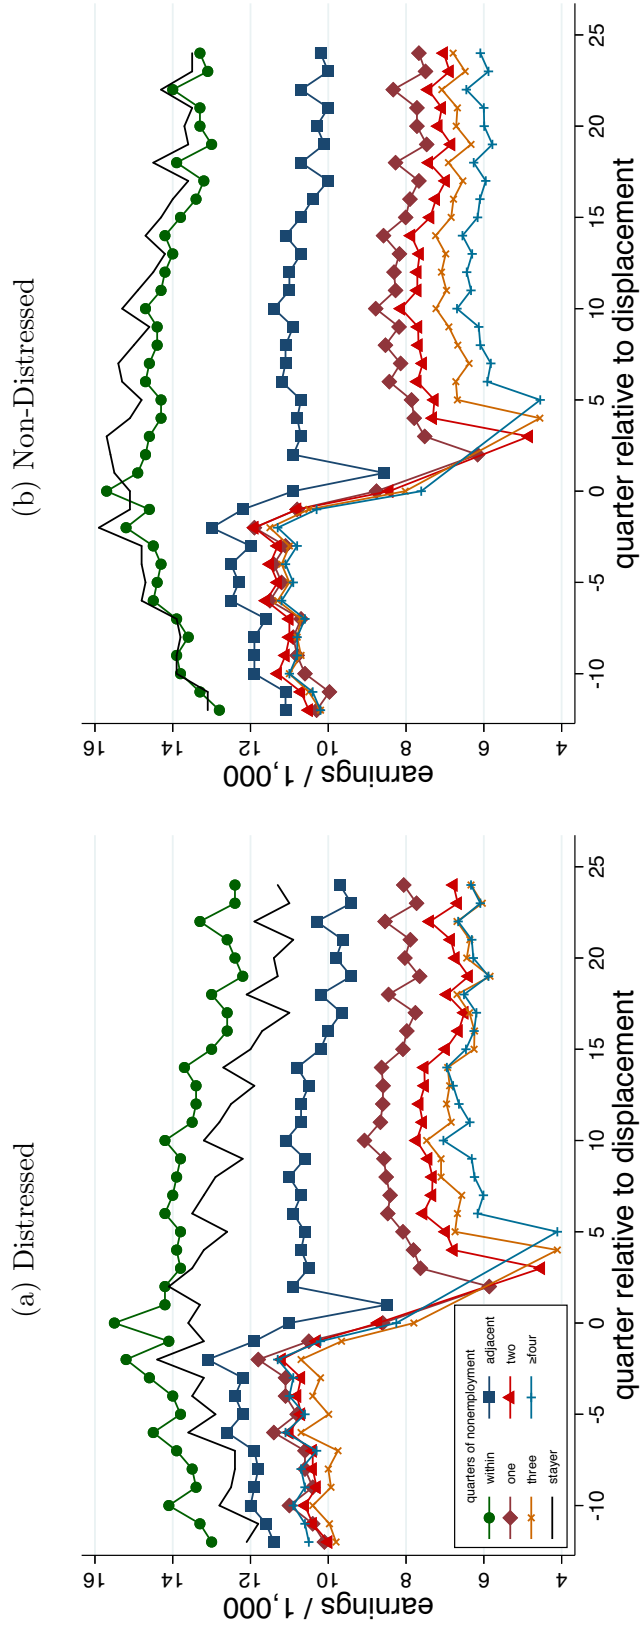 (a) Distressed
16
14
12
10
8
6
4
earnings / 1,000
-10
-5
0
5
10
15
20
25
quarter relative to displacement
quarters of nonemployment
within
adjacent
one
two
three
≥four
stayer
(b) Non-Distressed
16
14
12
10
8
6
4
earnings / 1,000
-10
-5
0
5
10
15
20
25
quarter relative to displacement